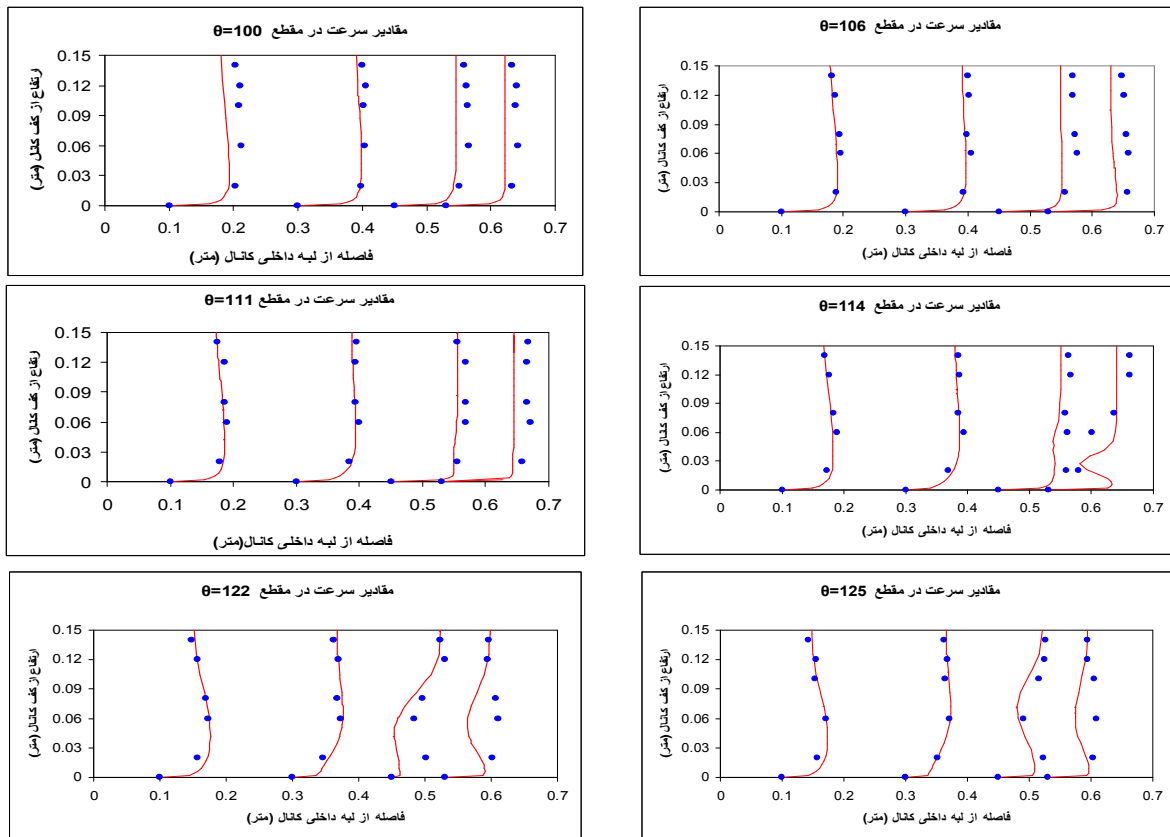 مقادیر سرعت در مقطع θ=100
ارتفاع از کف کانال (متر)
0.15
0.12
0.09
0.06
0.03
0
0 0.1 0.2 0.3 0.4 0.5 0.6 0.7
فاصله از لبه داخلی کانال (متر)
مقادیر سرعت در مقطع θ=106
ارتفاع از کف کانال (متر)
0.15
0.12
0.09
0.06
0.03
0
0 0.1 0.2 0.3 0.4 0.5 0.6 0.7
فاصله از لبه داخلی کانال (متر)
مقادیر سرعت در مقطع θ=111
ارتفاع از کف کانال (متر)
0.15
0.12
0.09
0.06
0.03
0
0 0.1 0.2 0.3 0.4 0.5 0.6 0.7
فاصله از لبه داخلی کانال(متر)
مقادیر سرعت در مقطع θ=114
ارتفاع از کف کانال (متر)
0.15
0.12
0.09
0.06
0.03
0
0 0.1 0.2 0.3 0.4 0.5 0.6 0.7
فاصله از لبه داخلی کانال (متر)
مقادیر سرعت در مقطع θ=122
ارتفاع از کف کانال (متر)
0.15
0.12
0.09
0.06
0.03
0
0 0.1 0.2 0.3 0.4 0.5 0.6 0.7
فاصله از لبه داخلی کانال (متر)
مقادیر سرعت در مقطع θ=125
ارتفاع از کف کانال (متر)
0.15
0.12
0.09
0.06
0.03
0
0 0.1 0.2 0.3 0.4 0.5 0.6 0.7
فاصله از لبه داخلی کانال (متر)